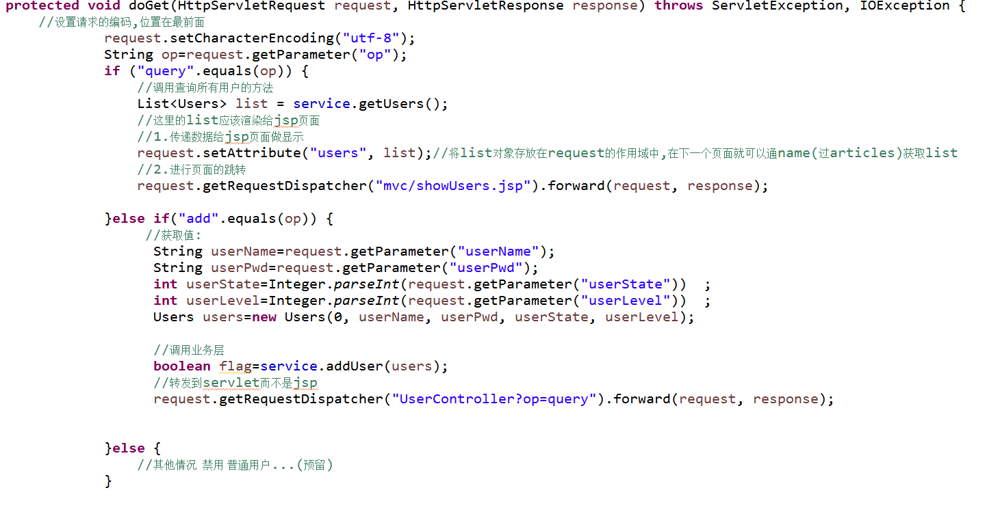 protected void doGet(HttpServletRequest request, HttpServletResponse response) throws ServletException, IOException {
//设置请求的编码,位置在最前面
request.setCharacterEncoding("utf-8");
String op=request.getParameter("op");
if ("query".equals(op)) {
//调用查询所有用户的方法
List<Users> list = service.getUsers();
//这里的list应该渲染给jsp页面
//1.传递数据给jsp页面做显示
request.setAttribute("users", list);//将list对象存放在request的作用域中,在下一个页面就可以通name(过articles)获取list
//2.进行页面的跳转
request.getRequestDispatcher("mvc/showUsers.jsp").forward(request, response);
}else if("add".equals(op)) {
//获取值:
String userName=request.getParameter("userName");
String userPwd=request.getParameter("userPwd");
int userState=Integer.parseInt(request.getParameter("userState"))  ;
int userLevel=Integer.parseInt(request.getParameter("userLevel"))  ;
Users users=new Users(0, userName, userPwd, userState, userLevel);
//调用业务层
boolean flag=service.addUser(users);
//转发到servlet而不是jsp
request.getRequestDispatcher("UserController?op=query").forward(request, response);
}else {
//其他情况 禁用 普通用户...(预留)
}